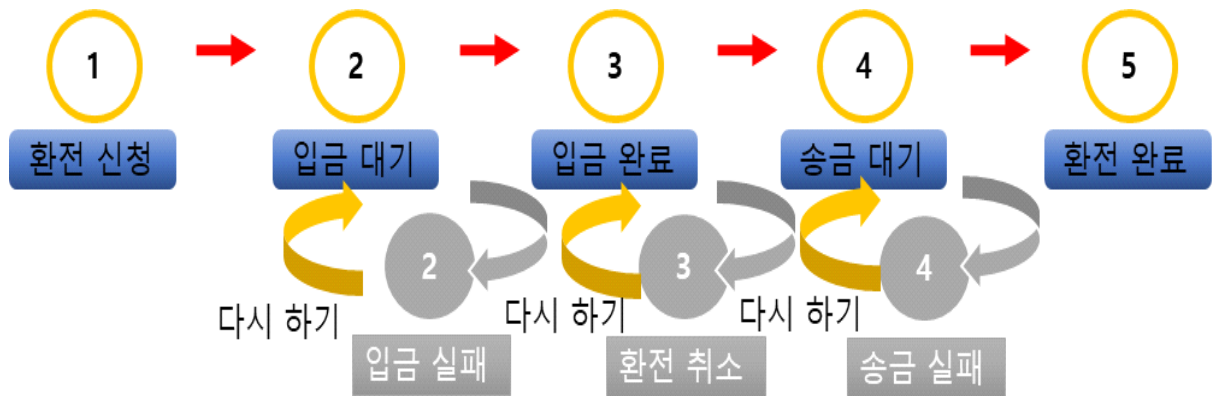 1
2
3
4
5
환전 신청
입금 대기
입금 완료
송금 대기
환전 완료
2
3
4
다시 하기
다시 하기
다시 하기
입금 실패
환전 취소
송금 실패